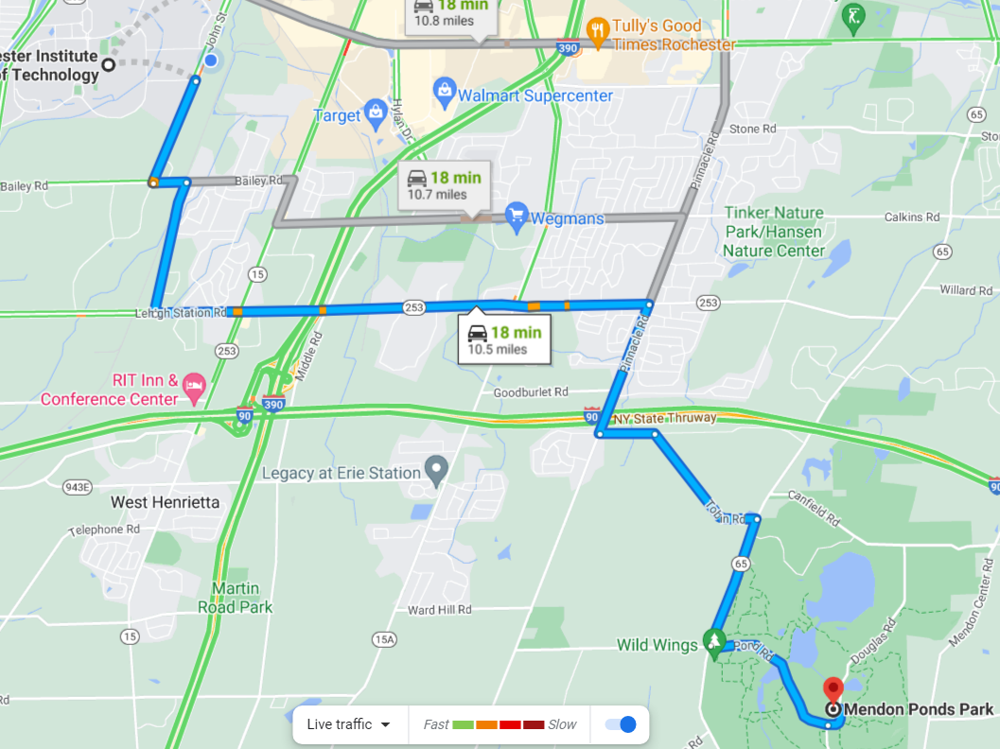 18 min
10.8 miles
John St
390
Tully's Good
Times Rochester
ester Institute
of Technology
Walmart Supercenter
Target
Hylan Dr
65
Stone Rd
Pinnacle Rd
Bailey Rd
Bailey Rd
18 min
10.7 miles
Wegmans
Tinker Nature
Park/Hansen
Nature Center
Calkins Rd
65
15
Willard Rd
Lehigh Station Rd
253
253
18 min
10.5 miles
Pinnacle Rd
253
Middle Rd
RIT Inn &
Conference Center
Goodburlet Rd
390
90
90
NY State Thruway
Legacy at Erie Station
943E
West Henrietta
90
Canfield Rd
Tobin Rd
Telephone Rd
65
Mendon Center Rd
Martin
Road Park
Ward Hill Rd
15
15A
Wild Wings
Pond Rd
Douglas Rd
Mendon Ponds Park
Rd
Rd
Live traffic
Fast
Slow